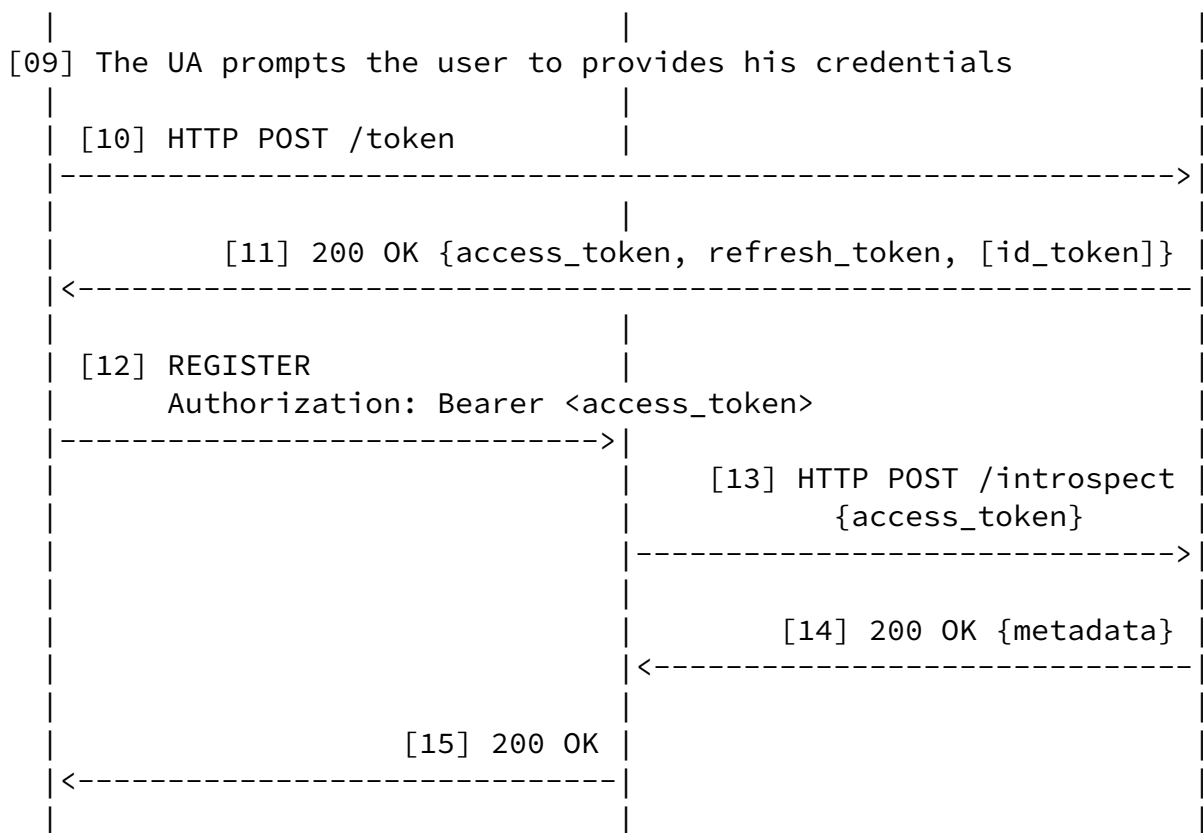 [09] The UA prompts the user to provides his credentials
[10] HTTP POST /token
[11] 200 OK {access_token, refresh_token, [id_token]}
[12] REGISTER
Authorization: Bearer <access_token>
[13] HTTP POST /introspect
{access_token}
[14] 200 OK {metadata}
[15] 200 OK